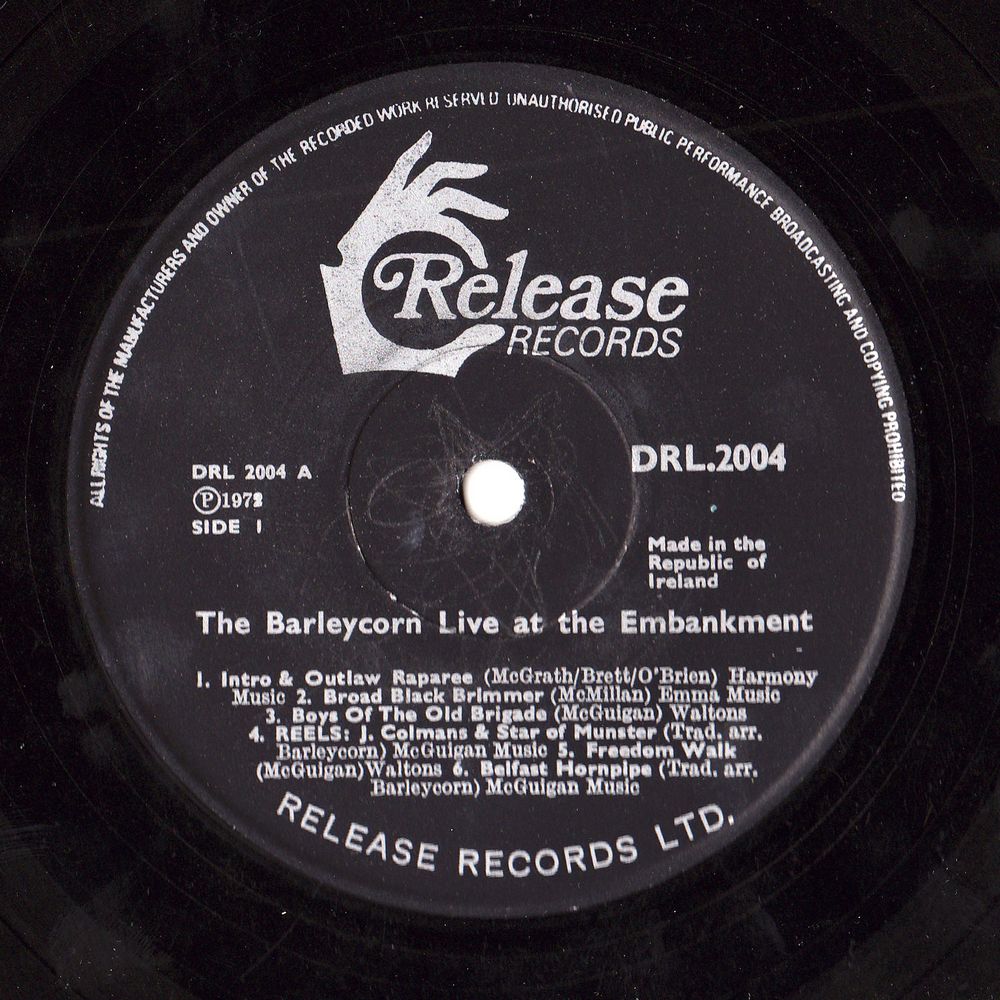 ALL RIGHTS OF THE MANUFACTURERS AND OWNER OF THE RECORDED WORK RESERVED UNAUTHORISED PUBLIC PERFORMANCE BROADCASTING AND COPYING PROHIBITED
Release
RECORDS
DRL 2004 A
DRL.2004
Ⓟ
SIDE 1
Made in the
Republic of
Ireland
The Barleycorn Live at the Embankment
1. Intro & Outlaw Raparee (McGrath/Brett/O'Brien) Harmony
Music 2. Broad Black Brimmer (McMillan) Emma Music
3. Boys Of The Old Brigade (McGuigan) Waltons
4. REELS: J. Colmans & Star of Munster (Trad. arr.
Barleycorn) McGuigan Music 5. Freedom Walk
(McGuigan)Waltons 6. Belfast Hornpipe (Trad. arr.
Barleycorn) McGuigan Music
RELEASE RECORDS LTD.